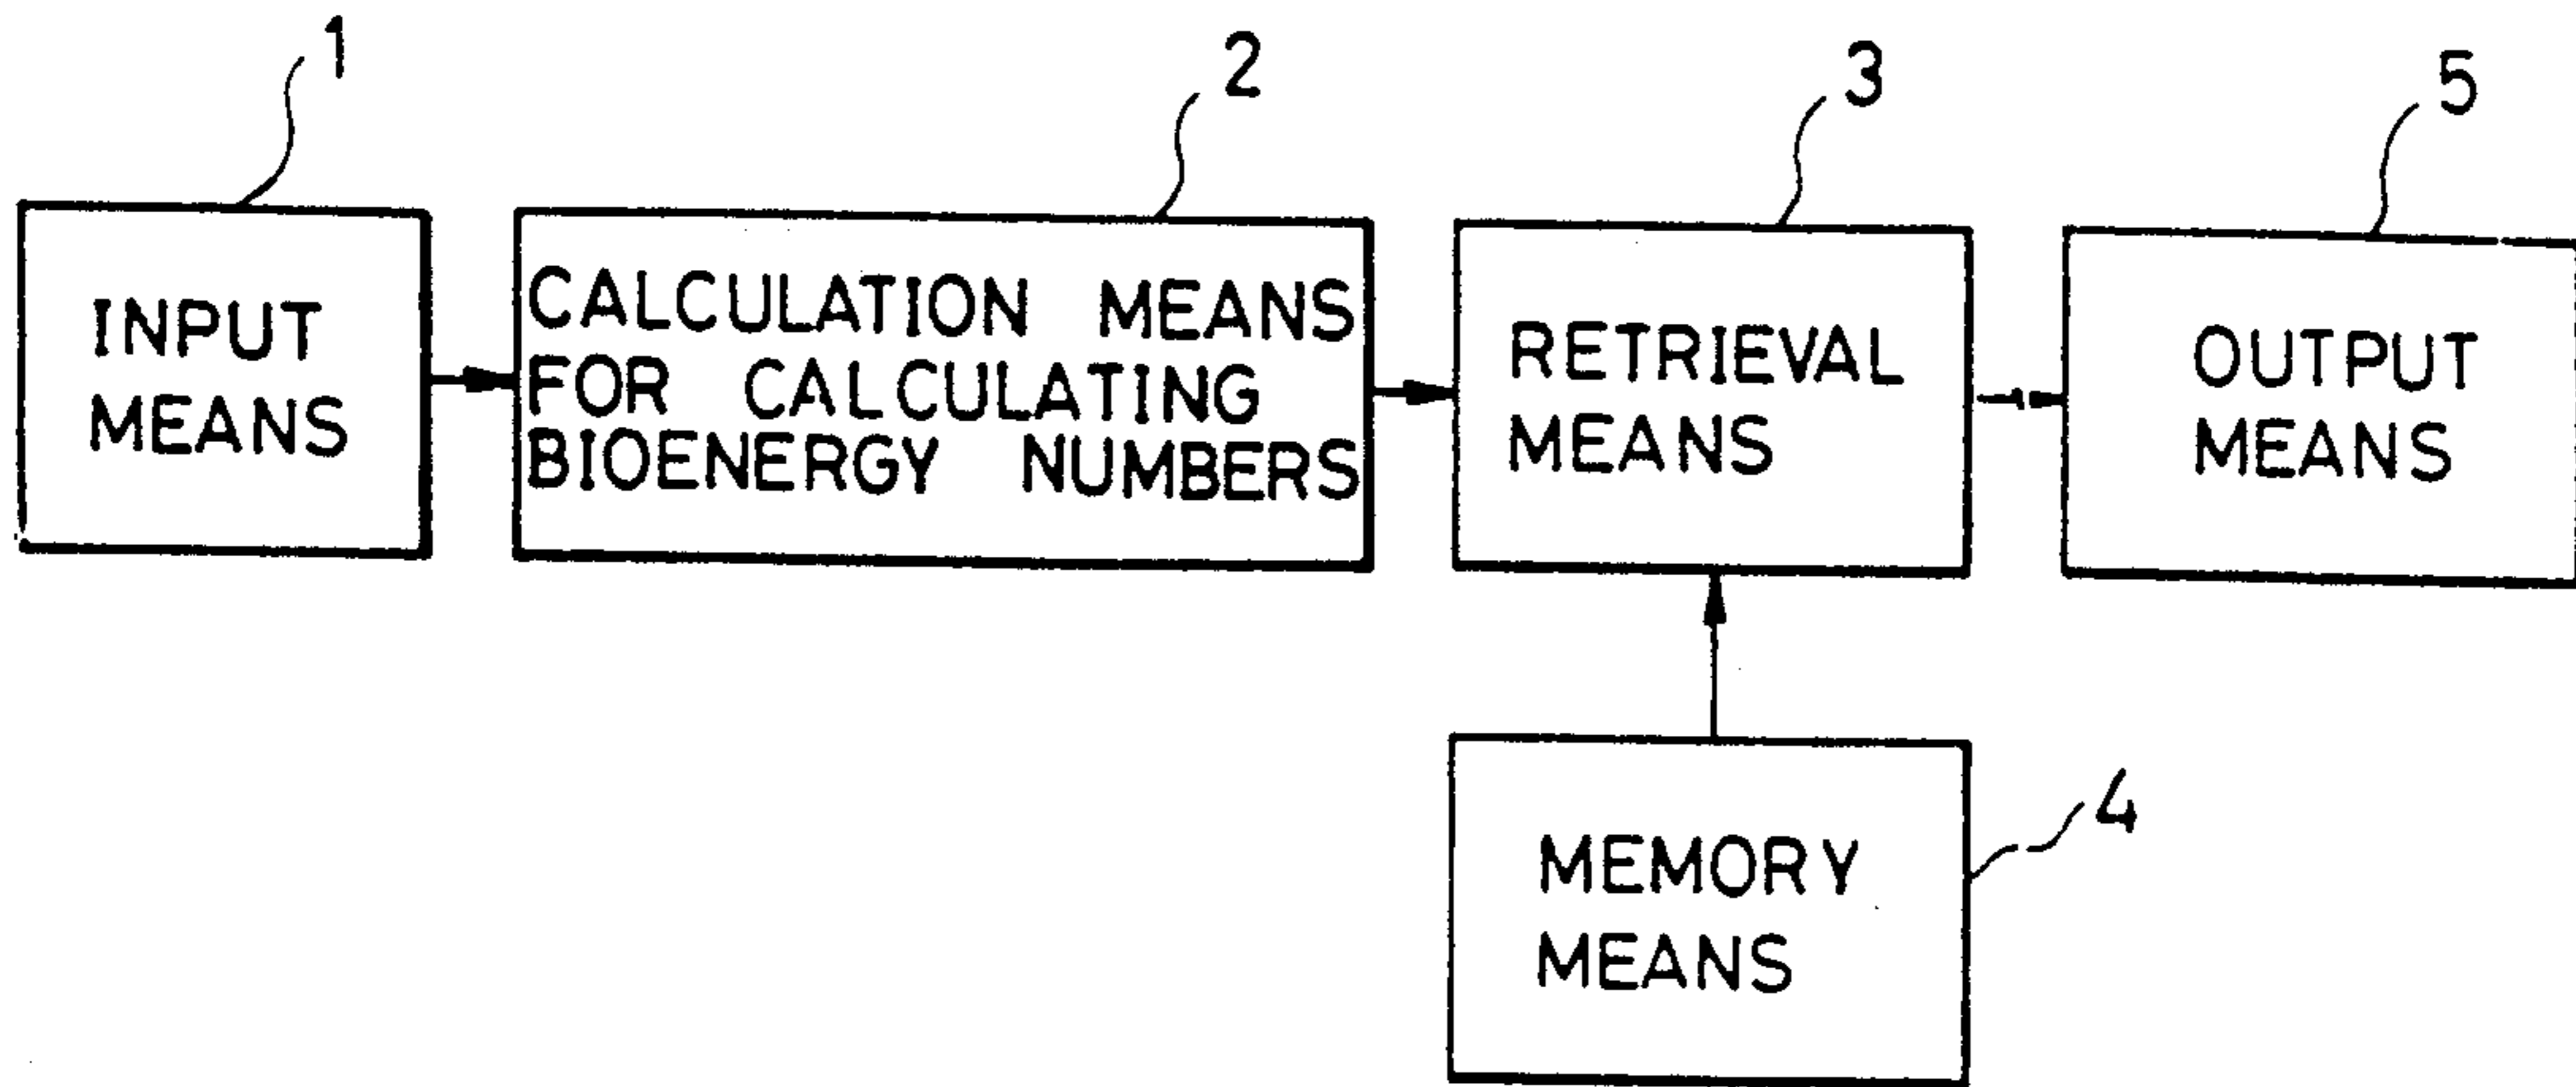 1
2
3
5
INPUT
MEANS
CALCULATION MEANS
FOR CALCULATING
BIOENERGY NUMBERS
RETRIEVAL
MEANS
OUTPUT
MEANS
4
MEMORY
MEANS